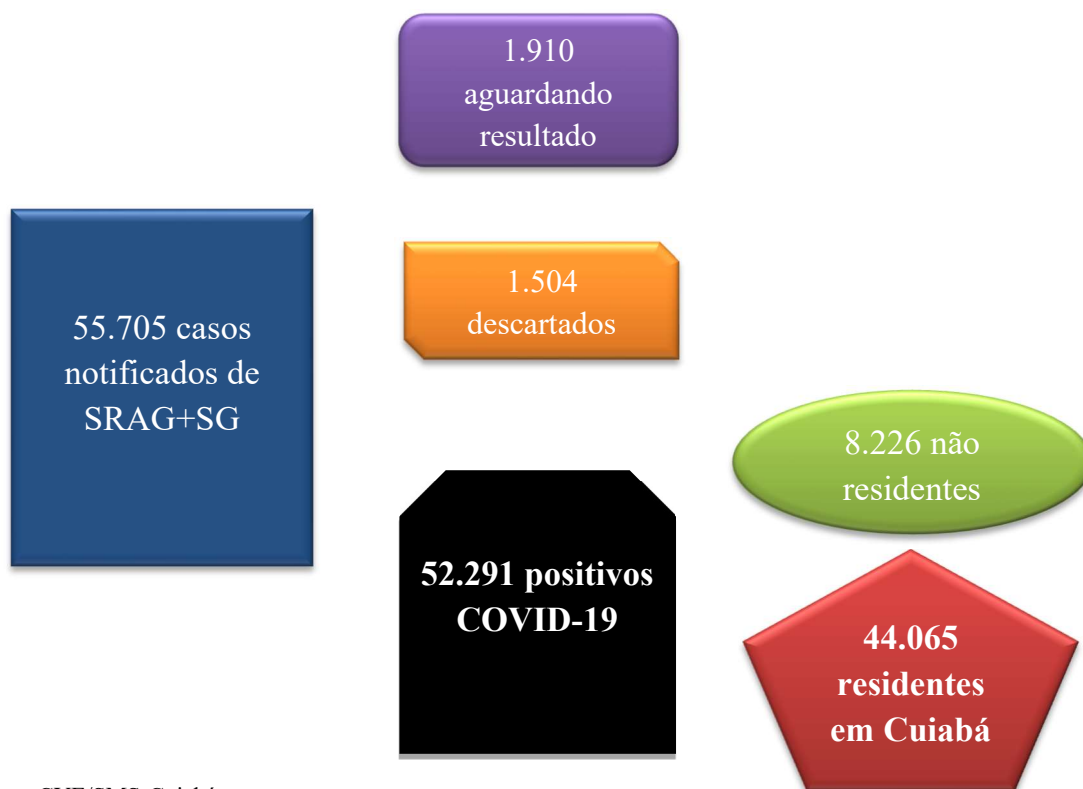 1.910
aguardando
resultado
55.705 casos
notificados de
SRAG+SG
1.504
descartados
52.291 positivos
COVID-19
8.226 não
residentes
44.065
residentes
em Cuiabá